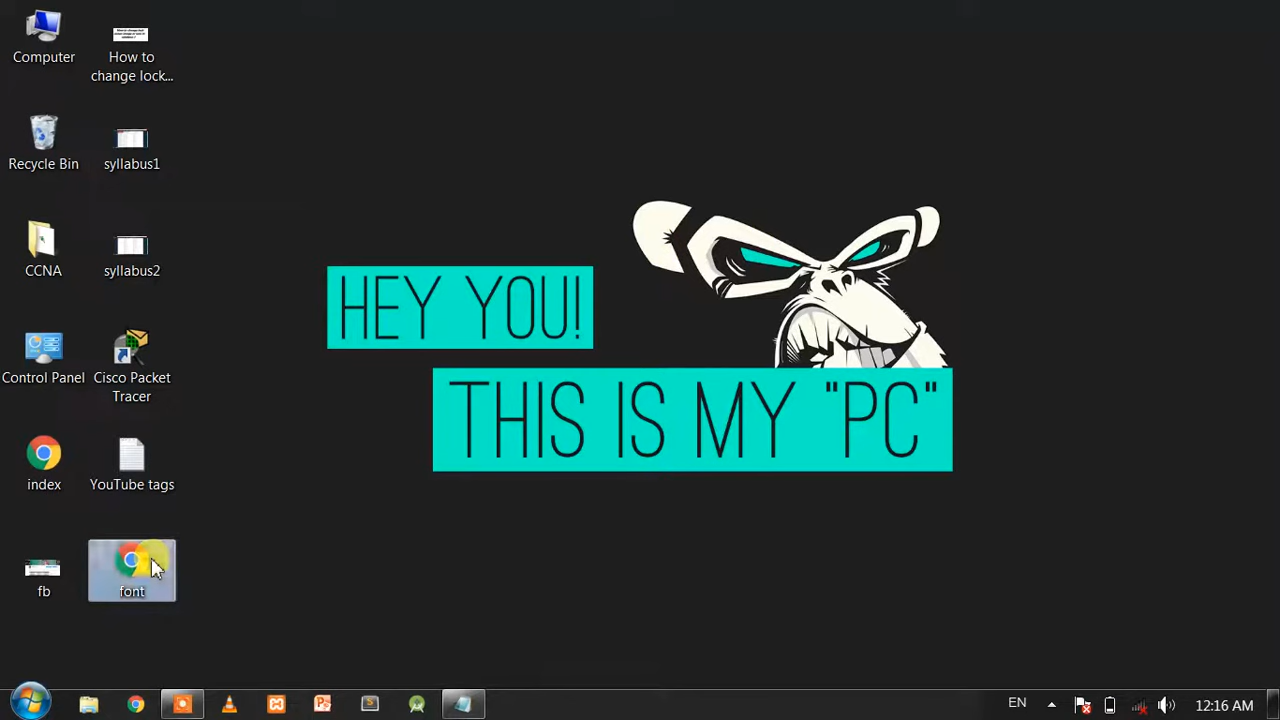 Computer
How to
change lock...
Recycle Bin
syllabus1
CCNA
syllabus2
Control Panel
Cisco Packet
Tracer
index
YouTube tags
fb
font
HEY YOU!
THIS IS MY "PC"
EN
12:16 AM